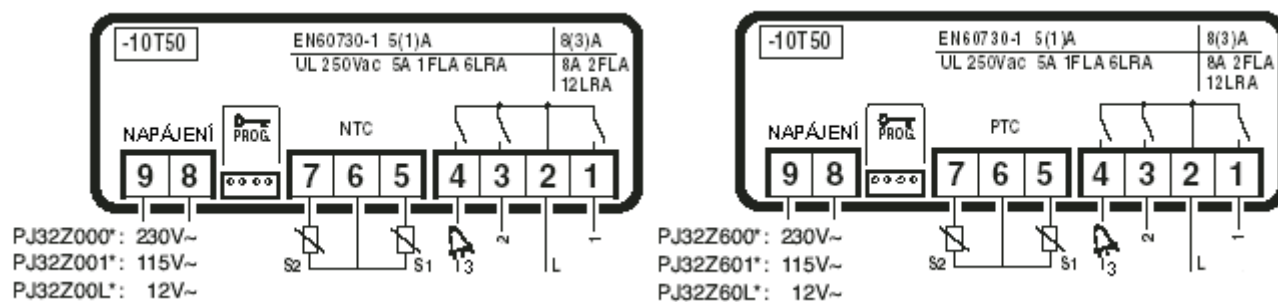 -10T50
EN60730-1 5(1)A 8(3)A
UL 250Vac 5A 1FLA 6LRA 8A 2FLA
12LRA
NAPÁJENÍ PROG. NTC
9 8 7 6 5 4 3 2 1
S2 S1 3 2 L 1
PJ32Z000*: 230V~
PJ32Z001*: 115V~
PJ32Z00L*: 12V~
-10T50
EN60730-1 5(1)A 8(3)A
UL 250Vac 5A 1FLA 6LRA 8A 2FLA
12LRA
NAPÁJENÍ PROG. PTC
9 8 7 6 5 4 3 2 1
S2 S1 3 2 L 1
PJ32Z600*: 230V~
PJ32Z601*: 115V~
PJ32Z60L*: 12V~